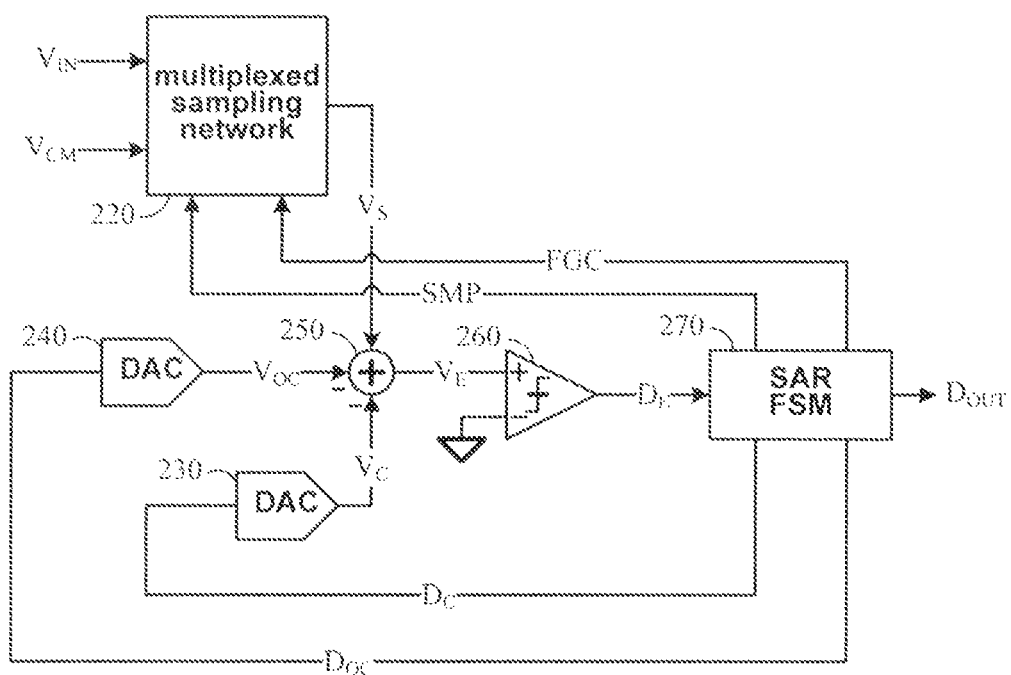 V_IN
multiplexed
sampling
network
V_CM
220
V_S
FGC
SMP
240
DAC
V_OC
250
+
-
-
V_E
260
+
-
D_E
270
SAR
FSM
D_OUT
230
DAC
V_C
D_C
D_OC